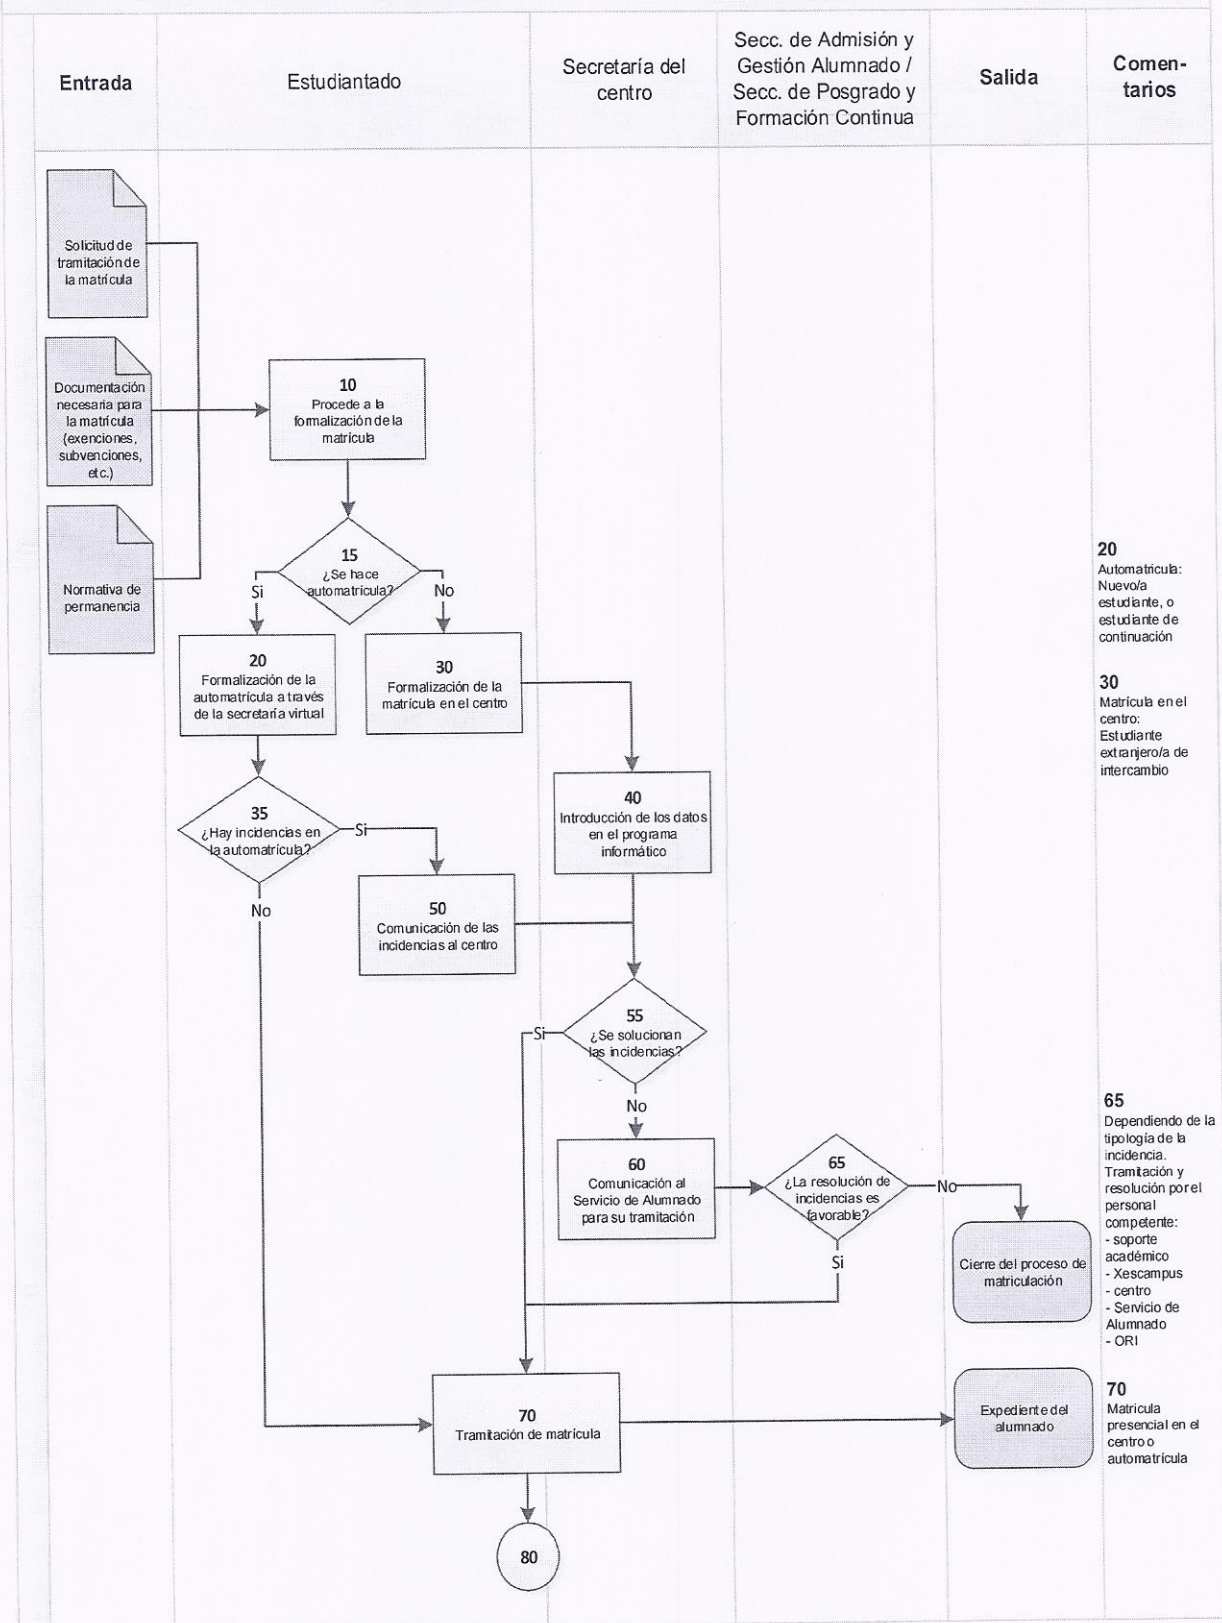 Entrada
Estudiantado
Secretaría del
centro
Secc. de Admisión y
Gestión Alumnado /
Secc. de Posgrado y
Formación Continua
Salida
Comen-
tarios
Solicitud de
tramitación de
la matrícula
Documentación
necesaria para
la matrícula
(exenciones,
subvenciones,
etc.)
Normativa de
permanencia
10
Procede a la
formalización de la
matrícula
15
¿Se hace
automatrícula?
Si
No
20
Formalización de la
automatrícula a través
de la secretaría virtual
30
Formalización de la
matrícula en el centro
35
¿Hay incidencias en
la automatrícula?
Si
No
40
Introducción de los datos
en el programa
informático
50
Comunicación de las
incidencias al centro
55
¿Se solucionan
las incidencias?
Si
No
60
Comunicación al
Servicio de Alumnado
para su tramitación
65
¿La resolución de
incidencias es
favorable?
No
Si
Cierre del proceso de
matriculación
70
Tramitación de matrícula
Expediente del
alumnado
80
20
Automatricula:
Nuevo/a
estudiante, o
estudiante de
continuación
30
Matrícula en el
centro:
Estudiante
extranjero/a de
intercambio
65
Dependiendo de la
tipología de la
incidencia.
Tramitación y
resolución por el
personal
competente:
- soporte
académico
- Xescampus
- centro
- Servicio de
Alumnado
- ORI
70
Matricula
presencial en el
centro o
automatrícula